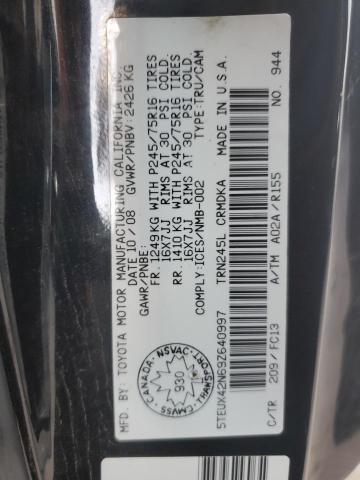 MFD. BY: TOYOTA MOTOR MANUFACTURING CALIFORNIA INC.
DATE 10/08 GVWR/PNBV: 2426 KG
GAWR/PNBE:
FR. 1249KG WITH P245/75R16 TIRES
16X7JJ RIMS AT 30 PSI COLD.
RR. 1410KG WITH P245/75R16 TIRES
16X7JJ RIMS AT 30 PSI COLD.
COMPLY:ICES/NMB-002 TYPE:TRU/CAM
CANADA
NSVAC
930
CMVSS
TRANSPORT
5TEUX42N69Z640997 TRN245L CRMDKA MADE IN U.S.A.
C/TR 209/FC13 A/TM A02A/R155 NO. 944